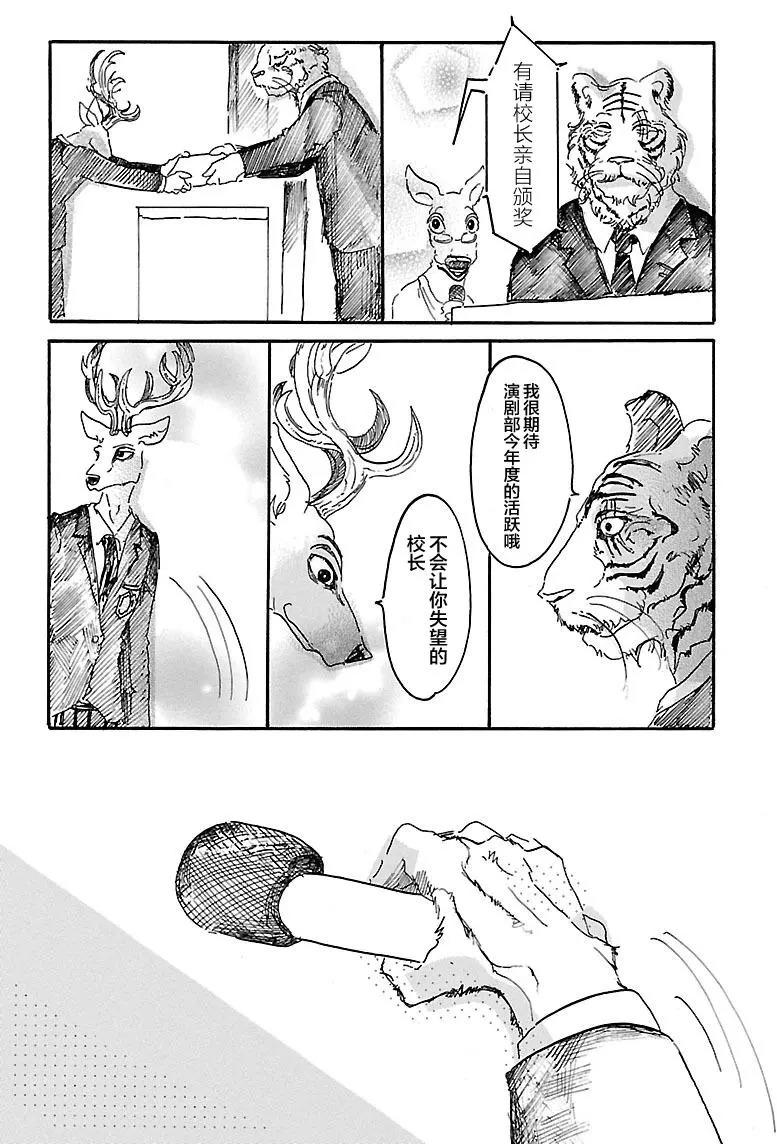 有请校长亲自颁奖
我很期待
演剧部今年度的活跃哦
不会让你失望的
校长